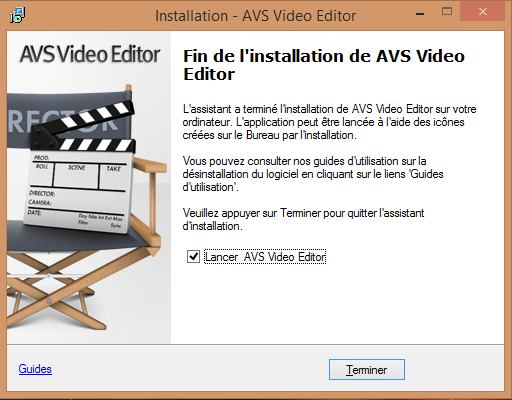 Installation - AVS Video Editor
AVS Video Editor
Fin de l'installation de AVS Video
Editor
L'assistant a terminé l'installation de AVS Video Editor sur votre
ordinateur. L'application peut être lancée à l'aide des icônes
créées sur le Bureau par l'installation.
Vous pouvez consulter nos guides d'utilisation sur la
désinstallation du logiciel en cliquant sur le liens 'Guides
d'utilisation'.
Veuillez appuyer sur Terminer pour quitter l'assistant
d'installation.
Lancer AVS Video Editor
RECTOR
PROD.
ROLL SCENE TAKE
DIRECTOR:
CAMERA:
DATE: Day Nite Int Ext Mos
Filter Sync
Guides
Terminer